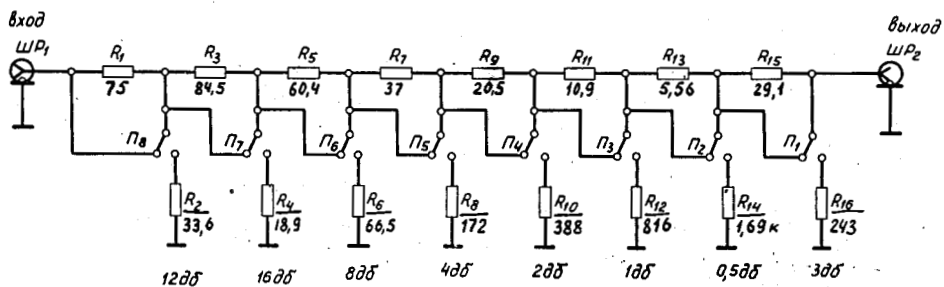 вход
ШР₁
выход
ШР₂
R₁
75
R₃
84,5
R₅
60,4
R₇
37
R₉
20,5
R₁₁
10,9
R₁₃
5,56
R₁₅
29,1
П₈
П₇
П₆
П₅
П₄
П₃
П₂
П₁
R₂
33,6
R₄
18,9
R₆
66,5
R₈
172
R₁₀
388
R₁₂
816
R₁₄
1,69 к
R₁₆
243
12дб
16дб
8дб
4дб
2дб
1дб
0,5дб
3дб